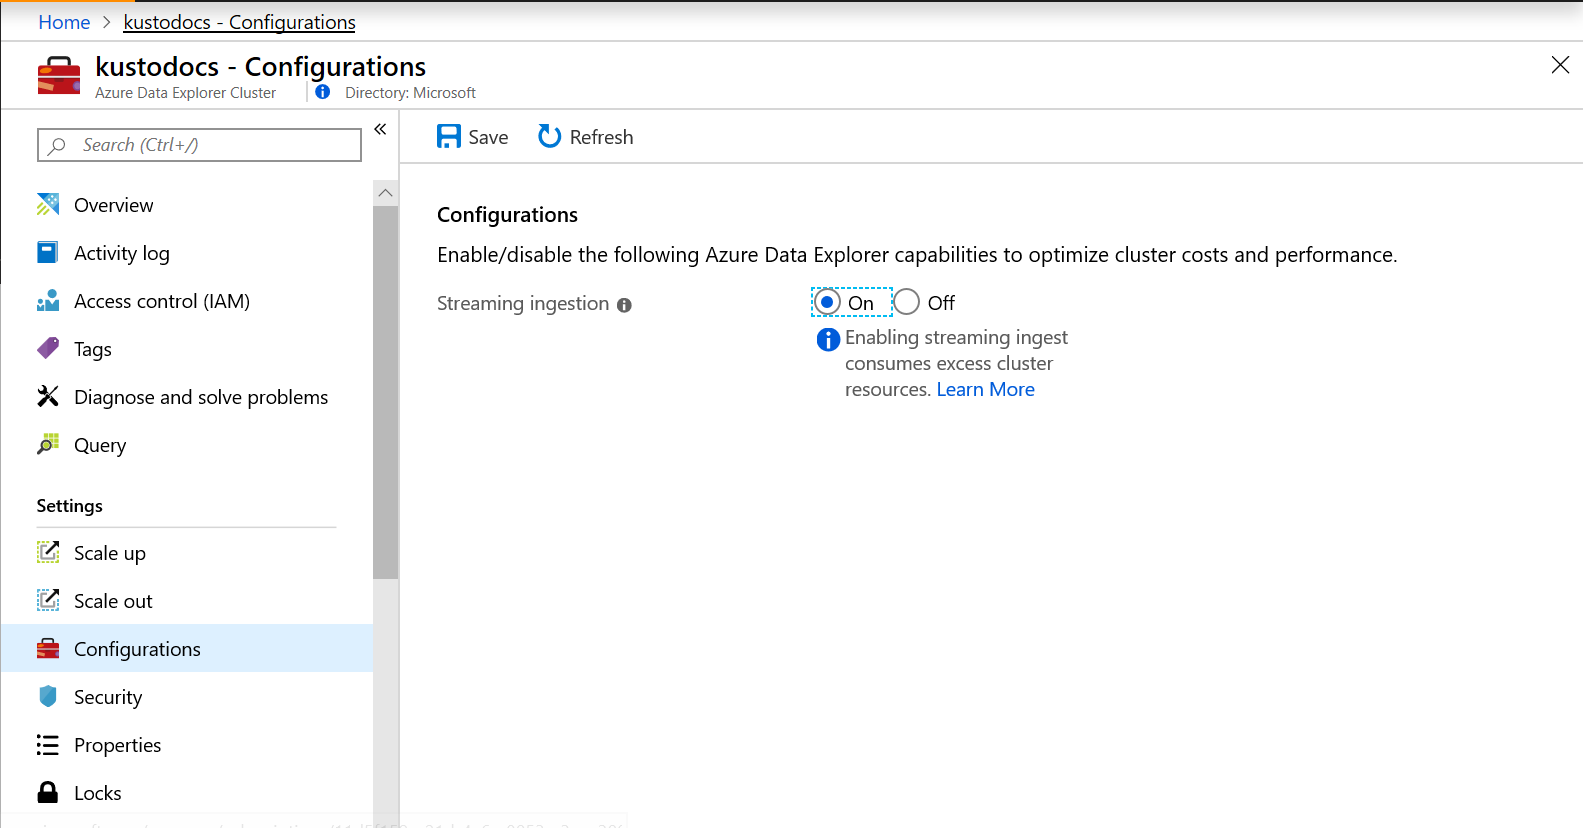 Home > kustodocs - Configurations
kustodocs - Configurations
Azure Data Explorer Cluster
Directory: Microsoft
Search (Ctrl+/)
«
Overview
Activity log
Access control (IAM)
Tags
Diagnose and solve problems
Query
Settings
Scale up
Scale out
Configurations
Security
Properties
Locks
Save
Refresh
Configurations
Enable/disable the following Azure Data Explorer capabilities to optimize cluster costs and performance.
Streaming ingestion
On
Off
Enabling streaming ingest
consumes excess cluster
resources. Learn More